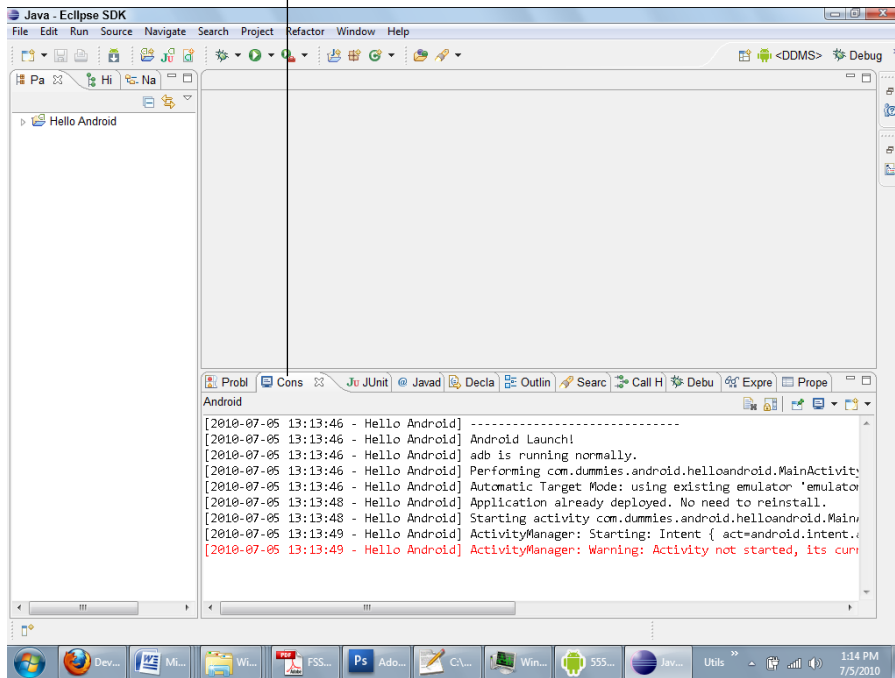 Java - Eclipse SDK
File Edit Run Source Navigate Search Project Refactor Window Help
<DDMS> Debug
Pa Hi Na
Hello Android
Probl Cons JUnit Javad Decla Outlin Searc Call H Debu Expre Prope
Android
[2010-07-05 13:13:46 - Hello Android] ------------------------------
[2010-07-05 13:13:46 - Hello Android] Android Launch!
[2010-07-05 13:13:46 - Hello Android] adb is running normally.
[2010-07-05 13:13:46 - Hello Android] Performing com.dummies.android.helloandroid.MainActivity
[2010-07-05 13:13:46 - Hello Android] Automatic Target Mode: using existing emulator 'emulator
[2010-07-05 13:13:48 - Hello Android] Application already deployed. No need to reinstall.
[2010-07-05 13:13:48 - Hello Android] Starting activity com.dummies.android.helloandroid.Main
[2010-07-05 13:13:49 - Hello Android] ActivityManager: Starting: Intent { act=android.intent.
[2010-07-05 13:13:49 - Hello Android] ActivityManager: Warning: Activity not started, its curr
Dev... Mi... Wi... FSS... Ps Ado... C:\... Win... 555... Jav... Utils 1:14 PM
7/5/2010